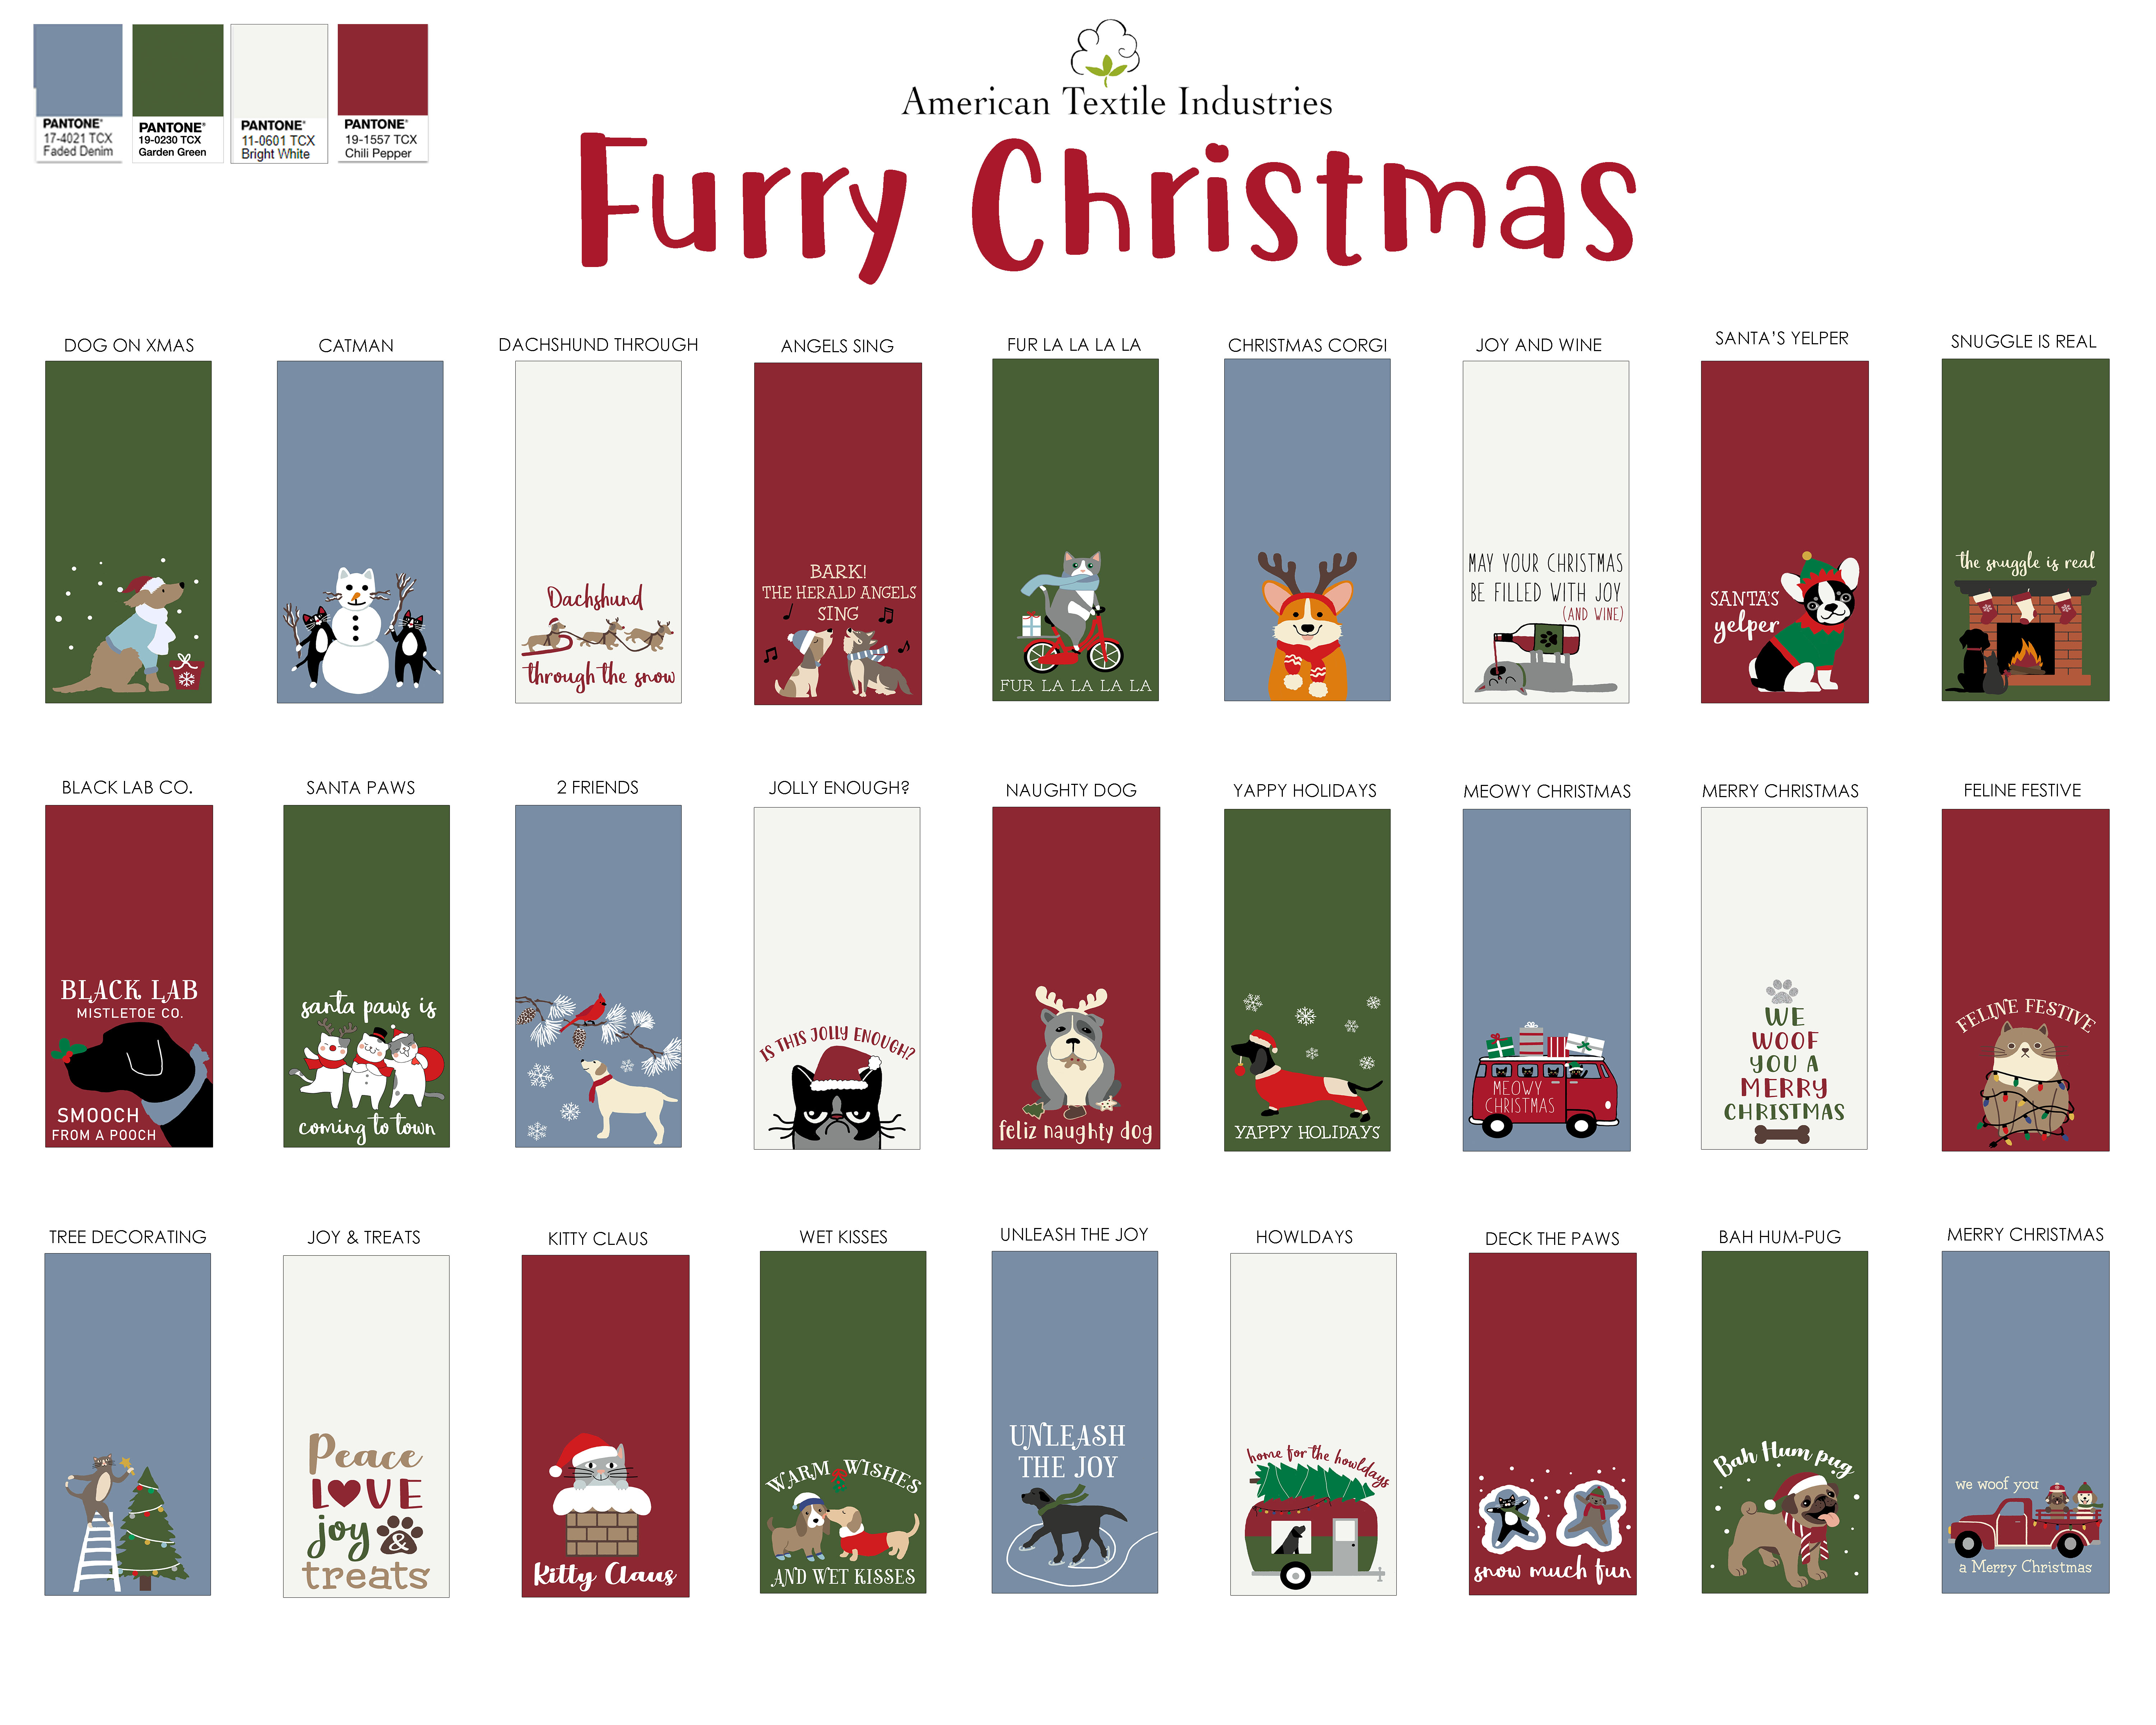 PANTONE®
17-4021 TCX
Faded Denim
PANTONE®
19-0230 TCX
Garden Green
PANTONE®
11-0601 TCX
Bright White
PANTONE®
19-1557 TCX
Chili Pepper
American Textile Industries
Furry Christmas
DOG ON XMAS
CATMAN
DACHSHUND THROUGH
Dachshund
through the snow
ANGELS SING
BARK!
THE HERALD ANGELS
SING
FUR LA LA LA LA
FUR LA LA LA LA
CHRISTMAS CORGI
JOY AND WINE
MAY YOUR CHRISTMAS
BE FILLED WITH JOY
(AND WINE)
SANTA'S YELPER
SANTA'S
yelper
SNUGGLE IS REAL
the snuggle is real
BLACK LAB CO.
BLACK LAB
MISTLETOE CO.
SMOOCH
FROM A POOCH
SANTA PAWS
santa paws is
coming to town
2 FRIENDS
JOLLY ENOUGH?
IS THIS JOLLY ENOUGH?
NAUGHTY DOG
feliz naughty dog
YAPPY HOLIDAYS
YAPPY HOLIDAYS
MEOWY CHRISTMAS
MEOWY
CHRISTMAS
MERRY CHRISTMAS
WE
WOOF
YOU A
MERRY
CHRISTMAS
FELINE FESTIVE
FELINE FESTIVE
TREE DECORATING
JOY & TREATS
Peace
LOVE
joy &
treats
KITTY CLAUS
Kitty Claus
WET KISSES
WARM WISHES
AND WET KISSES
UNLEASH THE JOY
UNLEASH
THE JOY
HOWLDAYS
home for the howldays
DECK THE PAWS
snow much fun
BAH HUM-PUG
Bah Hum pug
MERRY CHRISTMAS
we woof you
a Merry Christmas